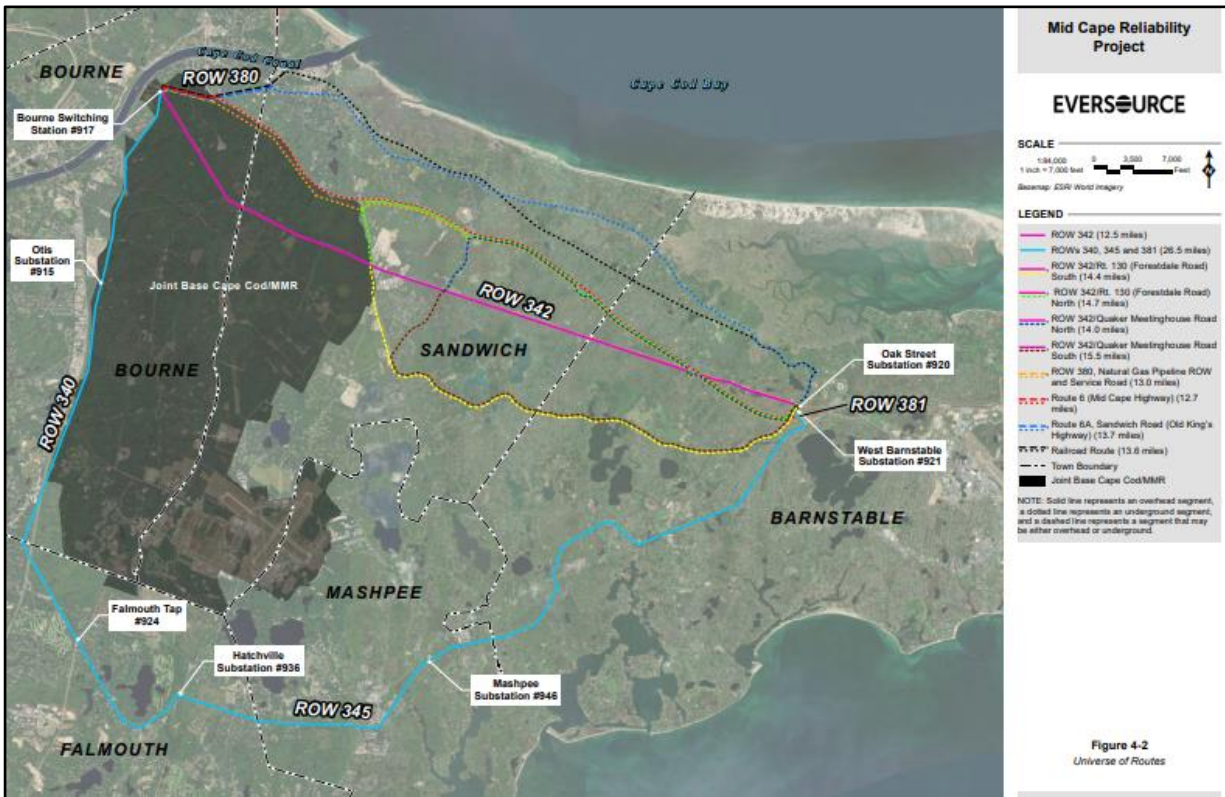 BOURNE
Cape Cod Canal
ROW 380
Cape Cod Bay
Bourne Switching
Station #917
Otis
Substation
#915
Joint Base Cape Cod/MMR
ROW 342
SANDWICH
BOURNE
Oak Street
Substation #920
ROW 340
ROW 381
West Barnstable
Substation #921
BARNSTABLE
MASHPEE
Falmouth Tap
#924
Hatchville
Substation #936
Mashpee
Substation #946
ROW 345
FALMOUTH
Mid Cape Reliability
Project
EVERSOURCE
SCALE
1:84,000
1 inch = 7,000 feet
0 3,500 7,000
Feet
N
Basemap: ESRI World Imagery
LEGEND
ROW 342 (12.5 miles)
ROWs 340, 345 and 381 (26.5 miles)
ROW 342/Rt. 130 (Forestdale Road)
South (14.4 miles)
ROW 342/Rt. 130 (Forestdale Road)
North (14.7 miles)
ROW 342/Quaker Meetinghouse Road
North (14.0 miles)
ROW 342/Quaker Meetinghouse Road
South (15.5 miles)
ROW 380, Natural Gas Pipeline ROW
and Service Road (13.0 miles)
Route 6 (Mid Cape Highway) (12.7
miles)
Route 6A, Sandwich Road (Old King's
Highway) (13.7 miles)
Railroad Route (13.6 miles)
Town Boundary
Joint Base Cape Cod/MMR
NOTE: Solid line represents an overhead segment,
a dotted line represents an underground segment,
and a dashed line represents a segment that may
be either overhead or underground.
Figure 4-2
Universe of Routes